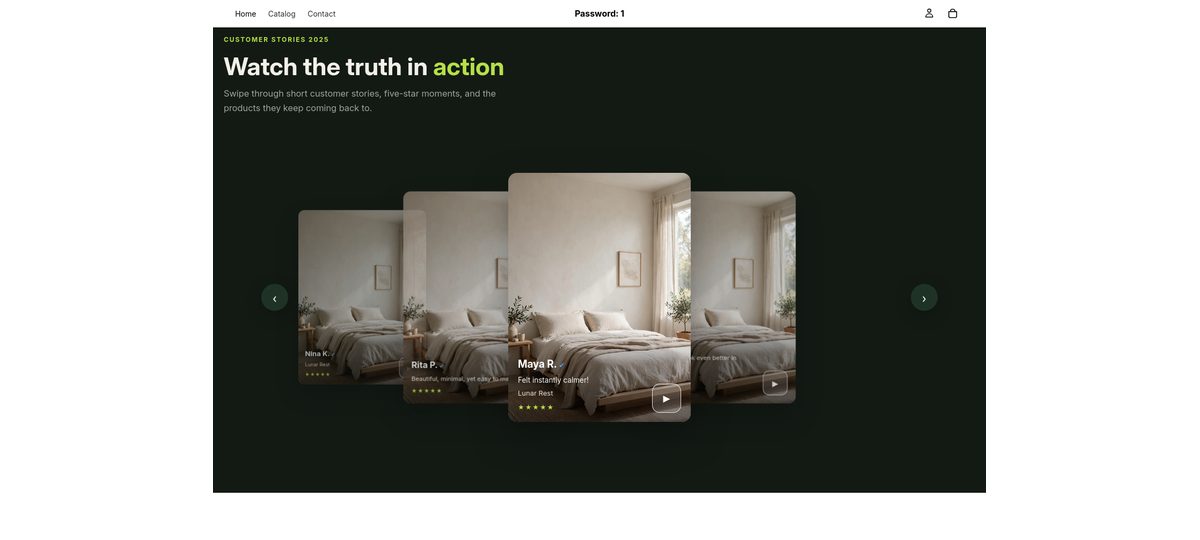 Home Catalog Contact
Password: 1
CUSTOMER STORIES 2025
Watch the truth in action
Swipe through short customer stories, five-star moments, and the
products they keep coming back to.
Nina K.
Lunar Rest
★★★★★
Rita P.
Beautiful, minimal, yet easy to
★★★★★
Maya R.
Felt instantly calmer!
Lunar Rest
★★★★★
even better in